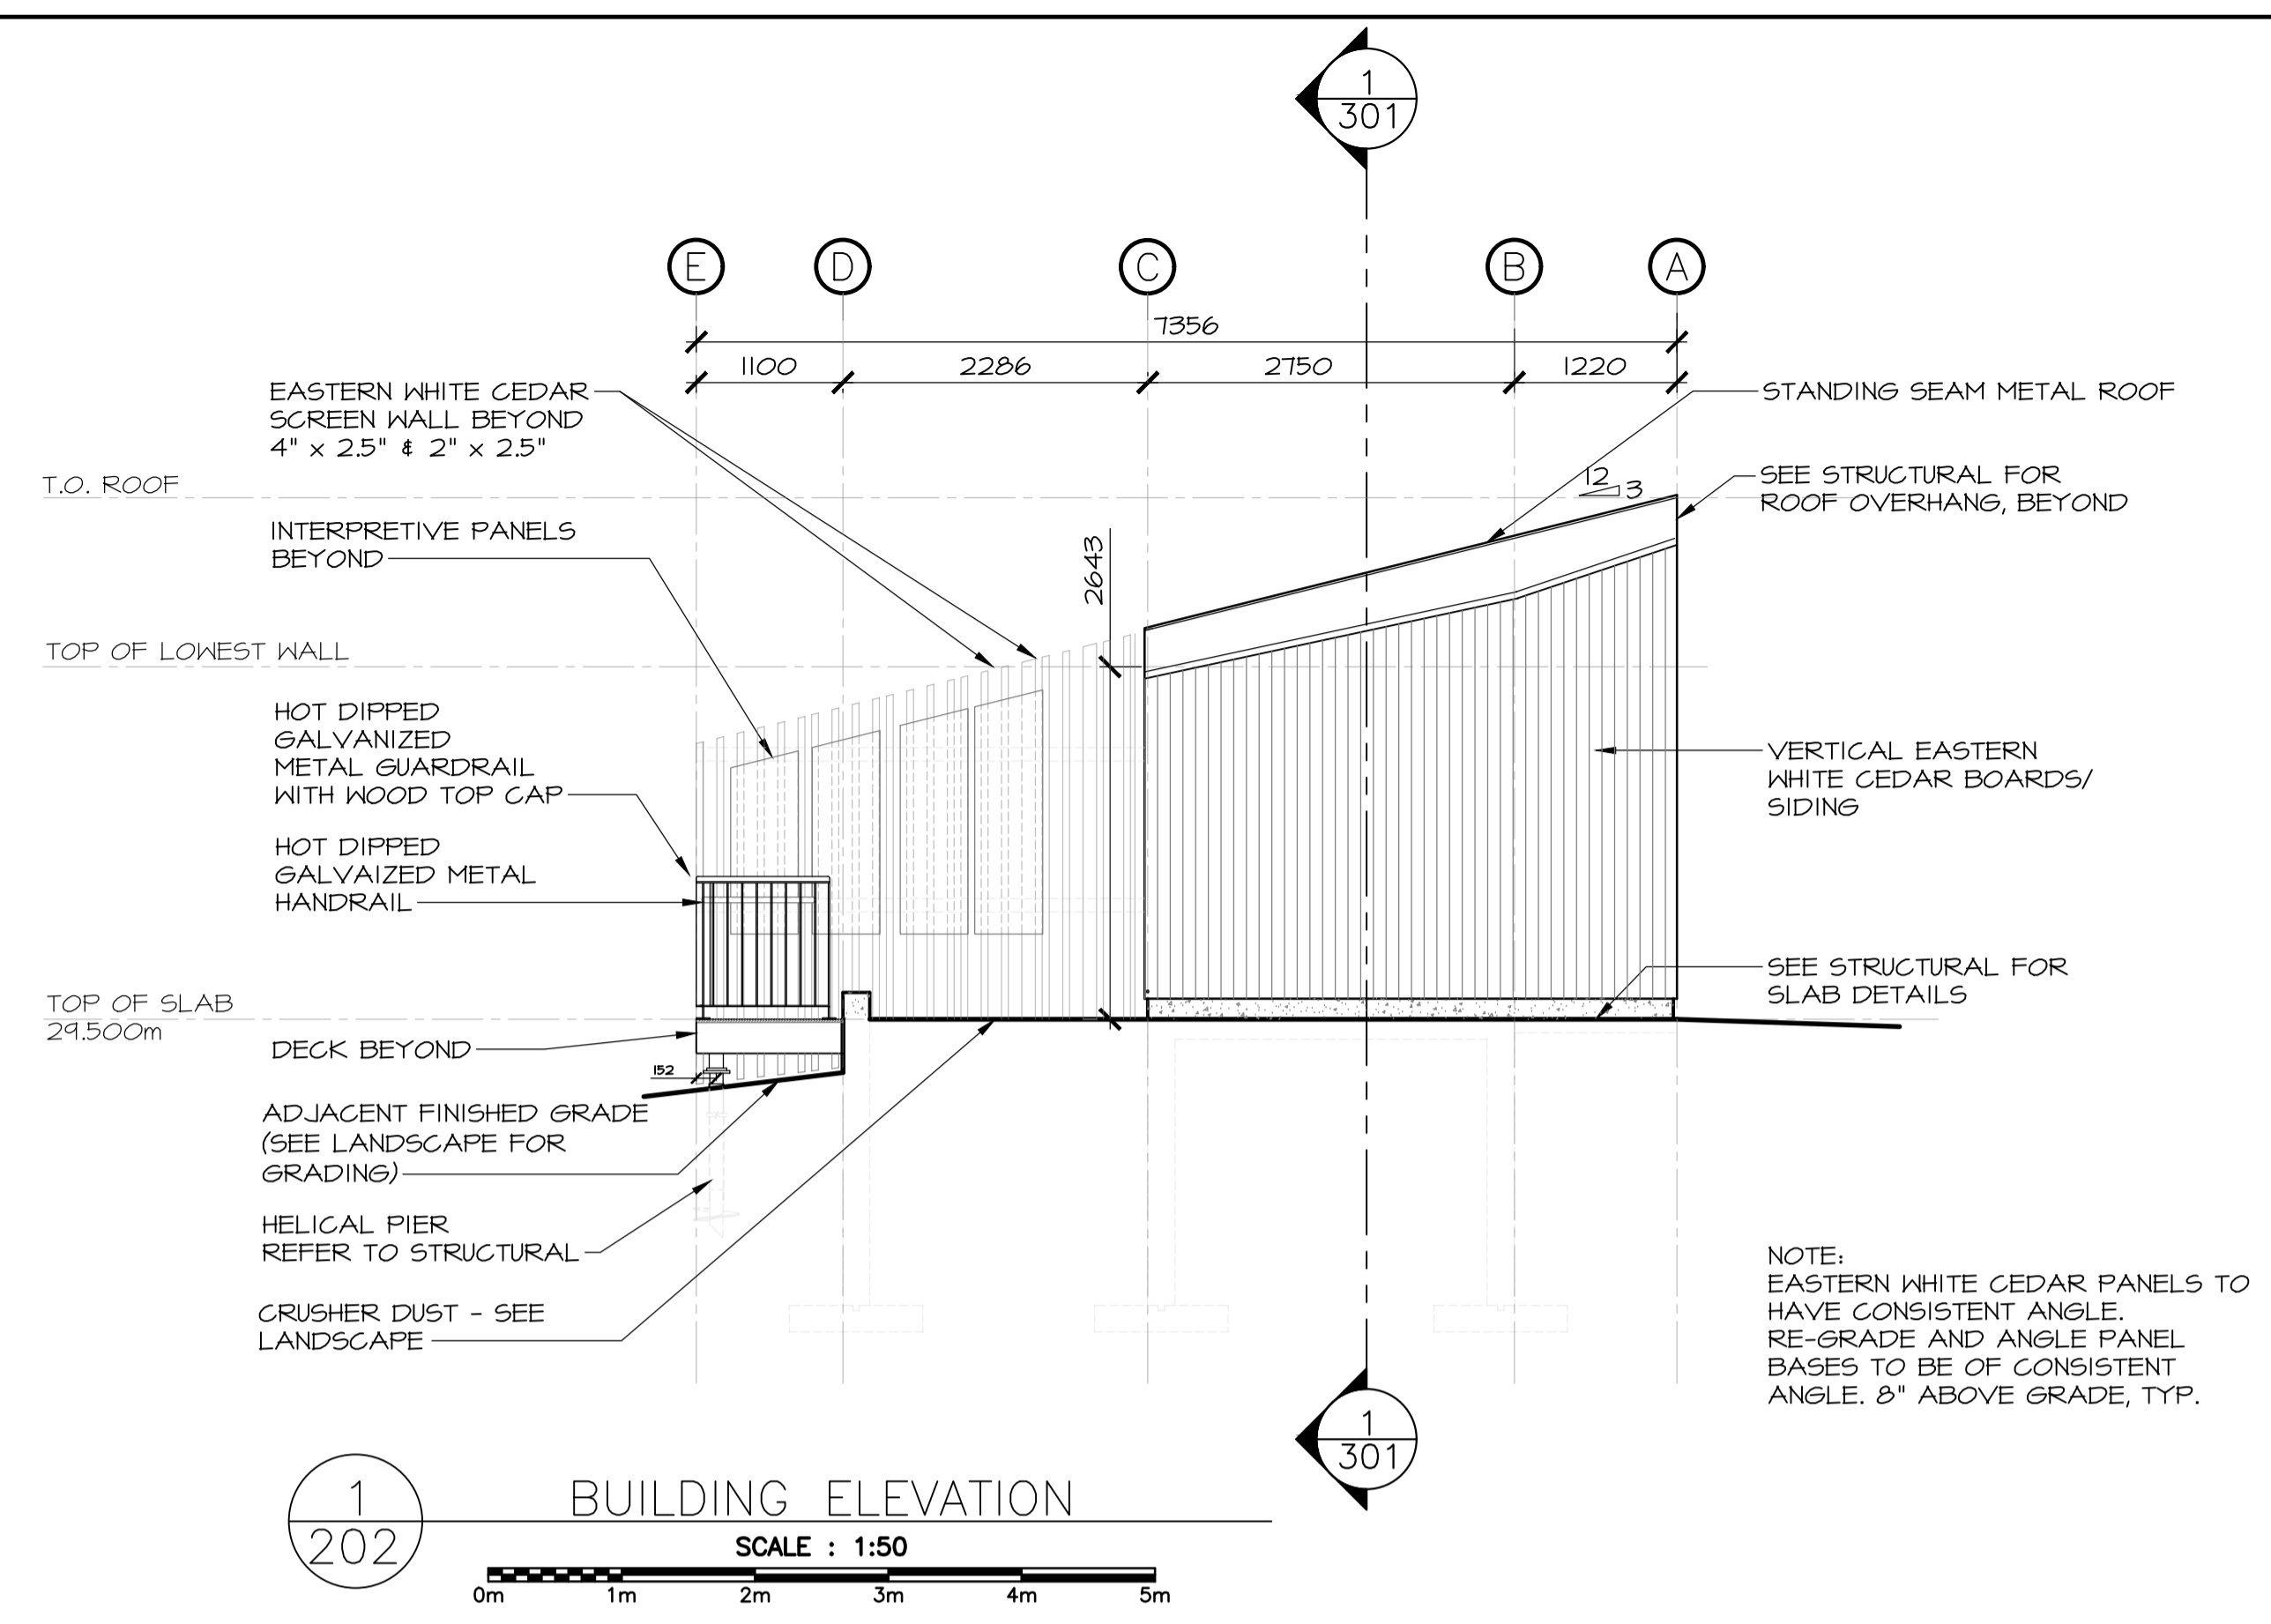 1
301
E
D
C
B
A
7356
1100
2286
2750
1220
EASTERN WHITE CEDAR
SCREEN WALL BEYOND
4" x 2.5" & 2" x 2.5"
STANDING SEAM METAL ROOF
T.O. ROOF
12
3
SEE STRUCTURAL FOR
ROOF OVERHANG, BEYOND
INTERPRETIVE PANELS
BEYOND
2643
TOP OF LOWEST WALL
HOT DIPPED
GALVANIZED
METAL GUARDRAIL
WITH WOOD TOP CAP
VERTICAL EASTERN
WHITE CEDAR BOARDS/
SIDING
HOT DIPPED
GALVAIZED METAL
HANDRAIL
SEE STRUCTURAL FOR
SLAB DETAILS
TOP OF SLAB
29.500m
DECK BEYOND
152
ADJACENT FINISHED GRADE
(SEE LANDSCAPE FOR
GRADING)
HELICAL PIER
REFER TO STRUCTURAL
CRUSHER DUST - SEE
LANDSCAPE
NOTE:
EASTERN WHITE CEDAR PANELS TO
HAVE CONSISTENT ANGLE.
RE-GRADE AND ANGLE PANEL
BASES TO BE OF CONSISTENT
ANGLE. 8" ABOVE GRADE, TYP.
1
301
1
202
BUILDING ELEVATION
SCALE : 1:50
0m 1m 2m 3m 4m 5m